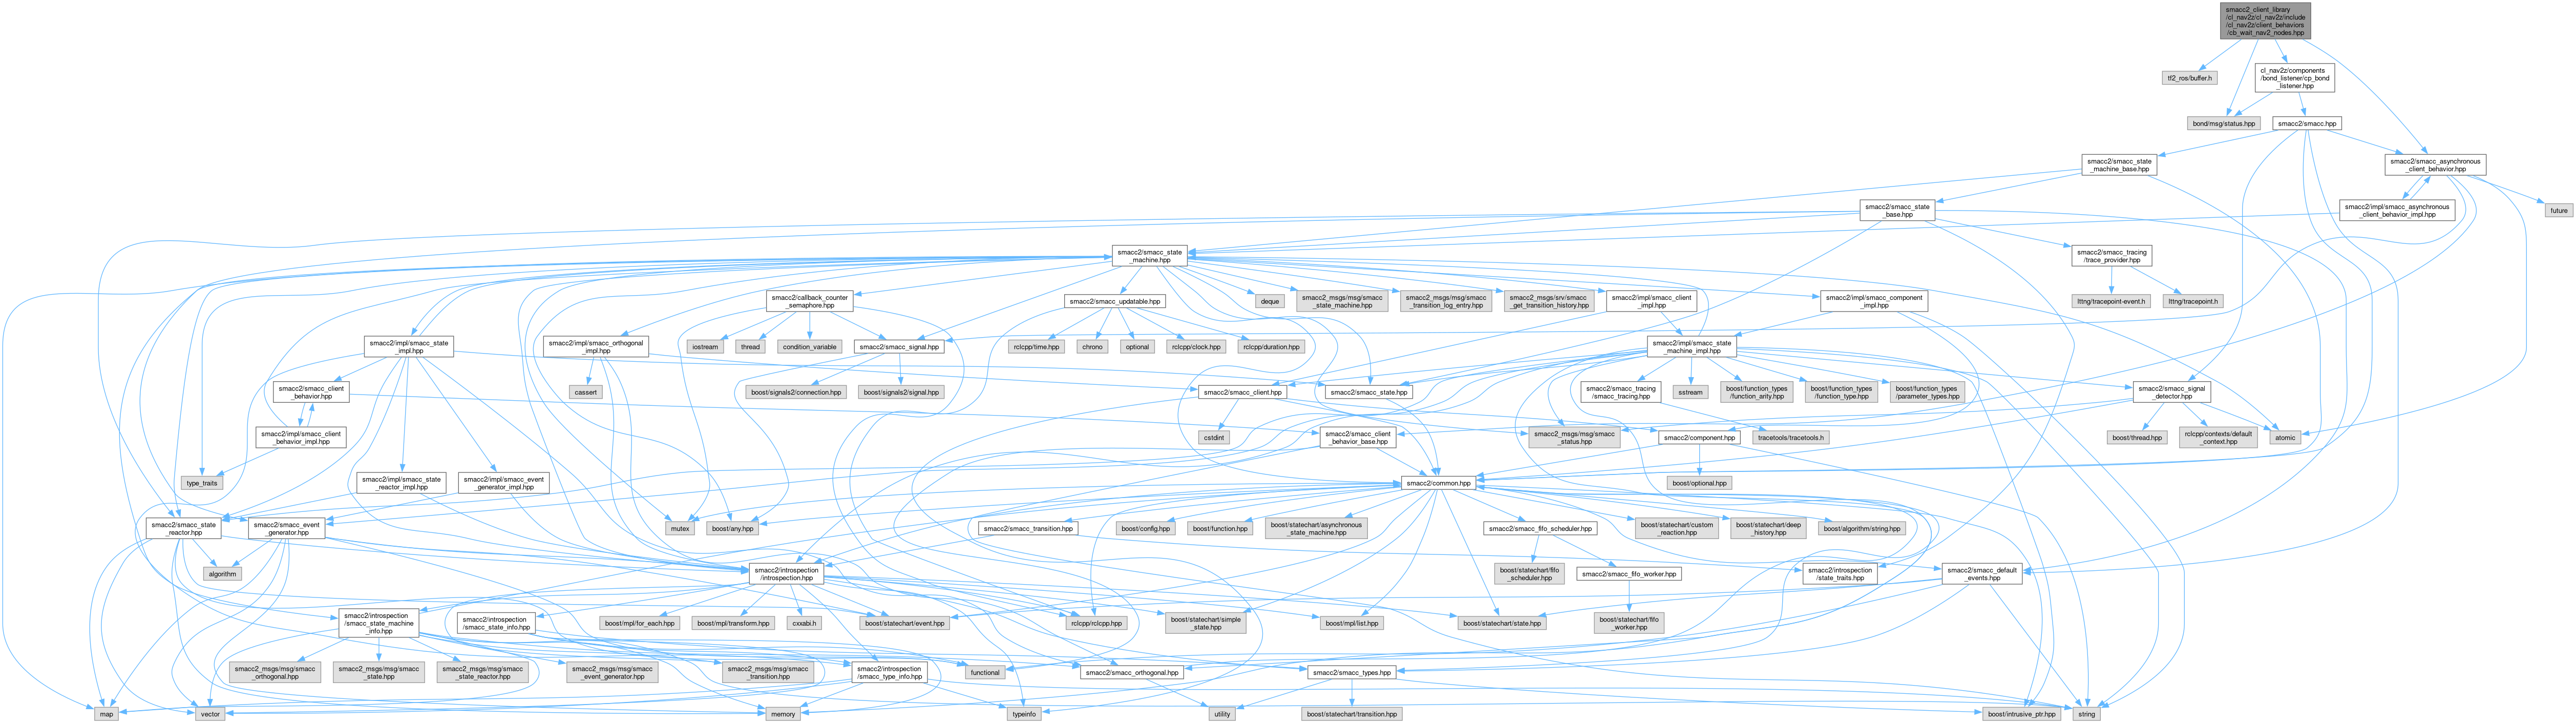 smacc2_client_library
/cl_nav2z/cl_nav2z/include
/cl_nav2z/client_behaviors
/cb_wait_nav2_nodes.hpp
tf2_ros/buffer.h
cl_nav2z/components
/bond_listener/cp_bond
_listener.hpp
bond/msg/status.hpp
smacc2/smacc.hpp
smacc2/smacc_state
_machine_base.hpp
smacc2/smacc_asynchronous
_client_behavior.hpp
smacc2/smacc_state
_base.hpp
smacc2/impl/smacc_asynchronous
_client_behavior_impl.hpp
future
smacc2/smacc_state
_machine.hpp
smacc2/smacc_tracing
/trace_provider.hpp
smacc2/callback_counter
_semaphore.hpp
smacc2/smacc_updatable.hpp
deque
smacc2_msgs/msg/smacc
_state_machine.hpp
smacc2_msgs/msg/smacc
_transition_log_entry.hpp
smacc2_msgs/srv/smacc
_get_transition_history.hpp
smacc2/impl/smacc_client
_impl.hpp
smacc2/impl/smacc_component
_impl.hpp
lttng/tracepoint-event.h
lttng/tracepoint.h
smacc2/impl/smacc_state
_impl.hpp
smacc2/impl/smacc_orthogonal
_impl.hpp
iostream
thread
condition_variable
smacc2/smacc_signal.hpp
rclcpp/time.hpp
chrono
optional
rclcpp/clock.hpp
rclcpp/duration.hpp
smacc2/impl/smacc_state
_machine_impl.hpp
smacc2/smacc_client
_behavior.hpp
cassert
boost/signals2/connection.hpp
boost/signals2/signal.hpp
smacc2/smacc_client.hpp
smacc2/smacc_state.hpp
smacc2/smacc_tracing
/smacc_tracing.hpp
sstream
boost/function_types
/function_arity.hpp
boost/function_types
/function_type.hpp
boost/function_types
/parameter_types.hpp
smacc2/smacc_signal
_detector.hpp
smacc2/impl/smacc_client
_behavior_impl.hpp
smacc2/smacc_client
_behavior_base.hpp
cstdint
smacc2_msgs/msg/smacc
_status.hpp
smacc2/component.hpp
tracetools/tracetools.h
boost/thread.hpp
rclcpp/contexts/default
_context.hpp
atomic
type_traits
smacc2/impl/smacc_state
_reactor_impl.hpp
smacc2/impl/smacc_event
_generator_impl.hpp
smacc2/common.hpp
boost/optional.hpp
smacc2/smacc_state
_reactor.hpp
smacc2/smacc_event
_generator.hpp
mutex
boost/any.hpp
smacc2/smacc_transition.hpp
boost/config.hpp
boost/function.hpp
boost/statechart/asynchronous
_state_machine.hpp
smacc2/smacc_fifo_scheduler.hpp
boost/statechart/custom
_reaction.hpp
boost/statechart/deep
_history.hpp
boost/algorithm/string.hpp
algorithm
smacc2/introspection
/introspection.hpp
boost/statechart/fifo
_scheduler.hpp
smacc2/smacc_fifo_worker.hpp
smacc2/introspection
/state_traits.hpp
smacc2/smacc_default
_events.hpp
smacc2/introspection
/smacc_state_machine
_info.hpp
smacc2/introspection
/smacc_state_info.hpp
boost/mpl/for_each.hpp
boost/mpl/transform.hpp
cxxabi.h
boost/statechart/event.hpp
rclcpp/rclcpp.hpp
boost/statechart/simple
_state.hpp
boost/mpl/list.hpp
boost/statechart/state.hpp
boost/statechart/fifo
_worker.hpp
smacc2_msgs/msg/smacc
_orthogonal.hpp
smacc2_msgs/msg/smacc
_state.hpp
smacc2_msgs/msg/smacc
_state_reactor.hpp
smacc2_msgs/msg/smacc
_event_generator.hpp
smacc2_msgs/msg/smacc
_transition.hpp
smacc2/introspection
/smacc_type_info.hpp
functional
smacc2/smacc_orthogonal.hpp
smacc2/smacc_types.hpp
map
vector
memory
typeinfo
utility
boost/statechart/transition.hpp
boost/intrusive_ptr.hpp
string